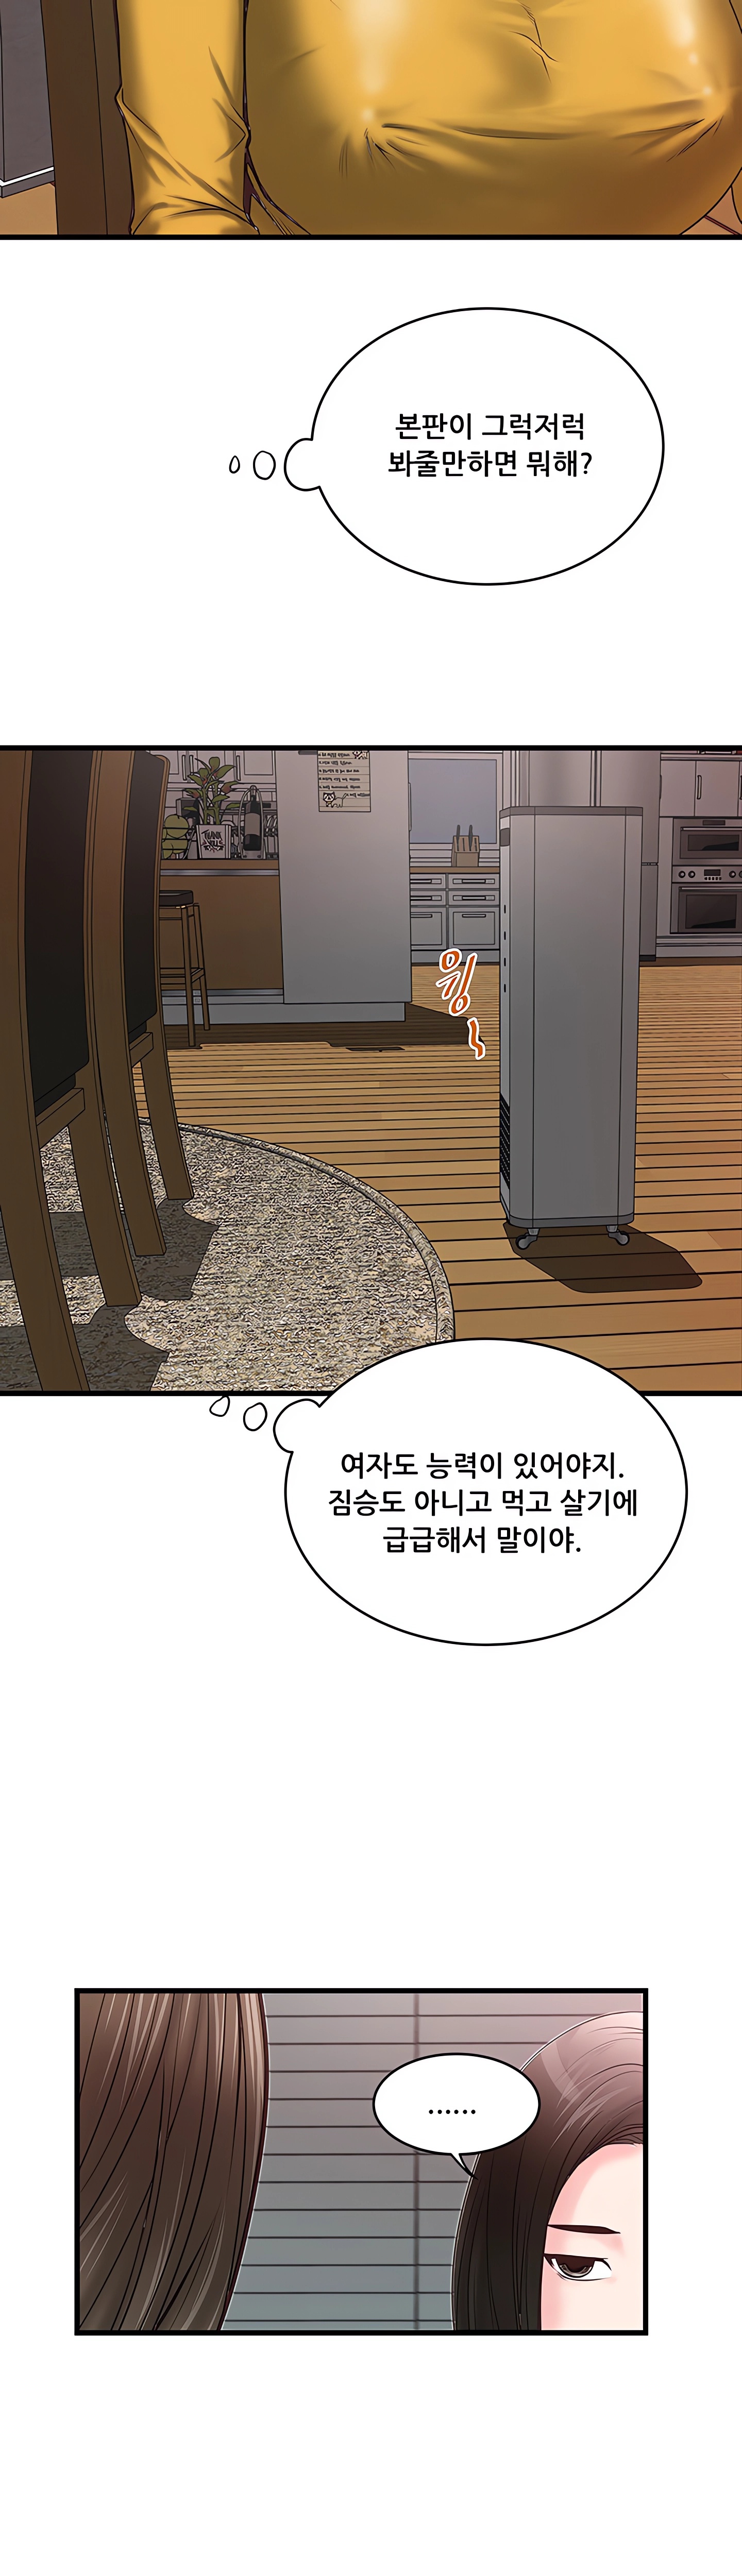 본판이 그럭저럭
봐줄만하면 뭐해?
THANK
YOU
윙~
여자도 능력이 있어야지.
짐승도 아니고 먹고 살기에
급급해서 말이야.
......